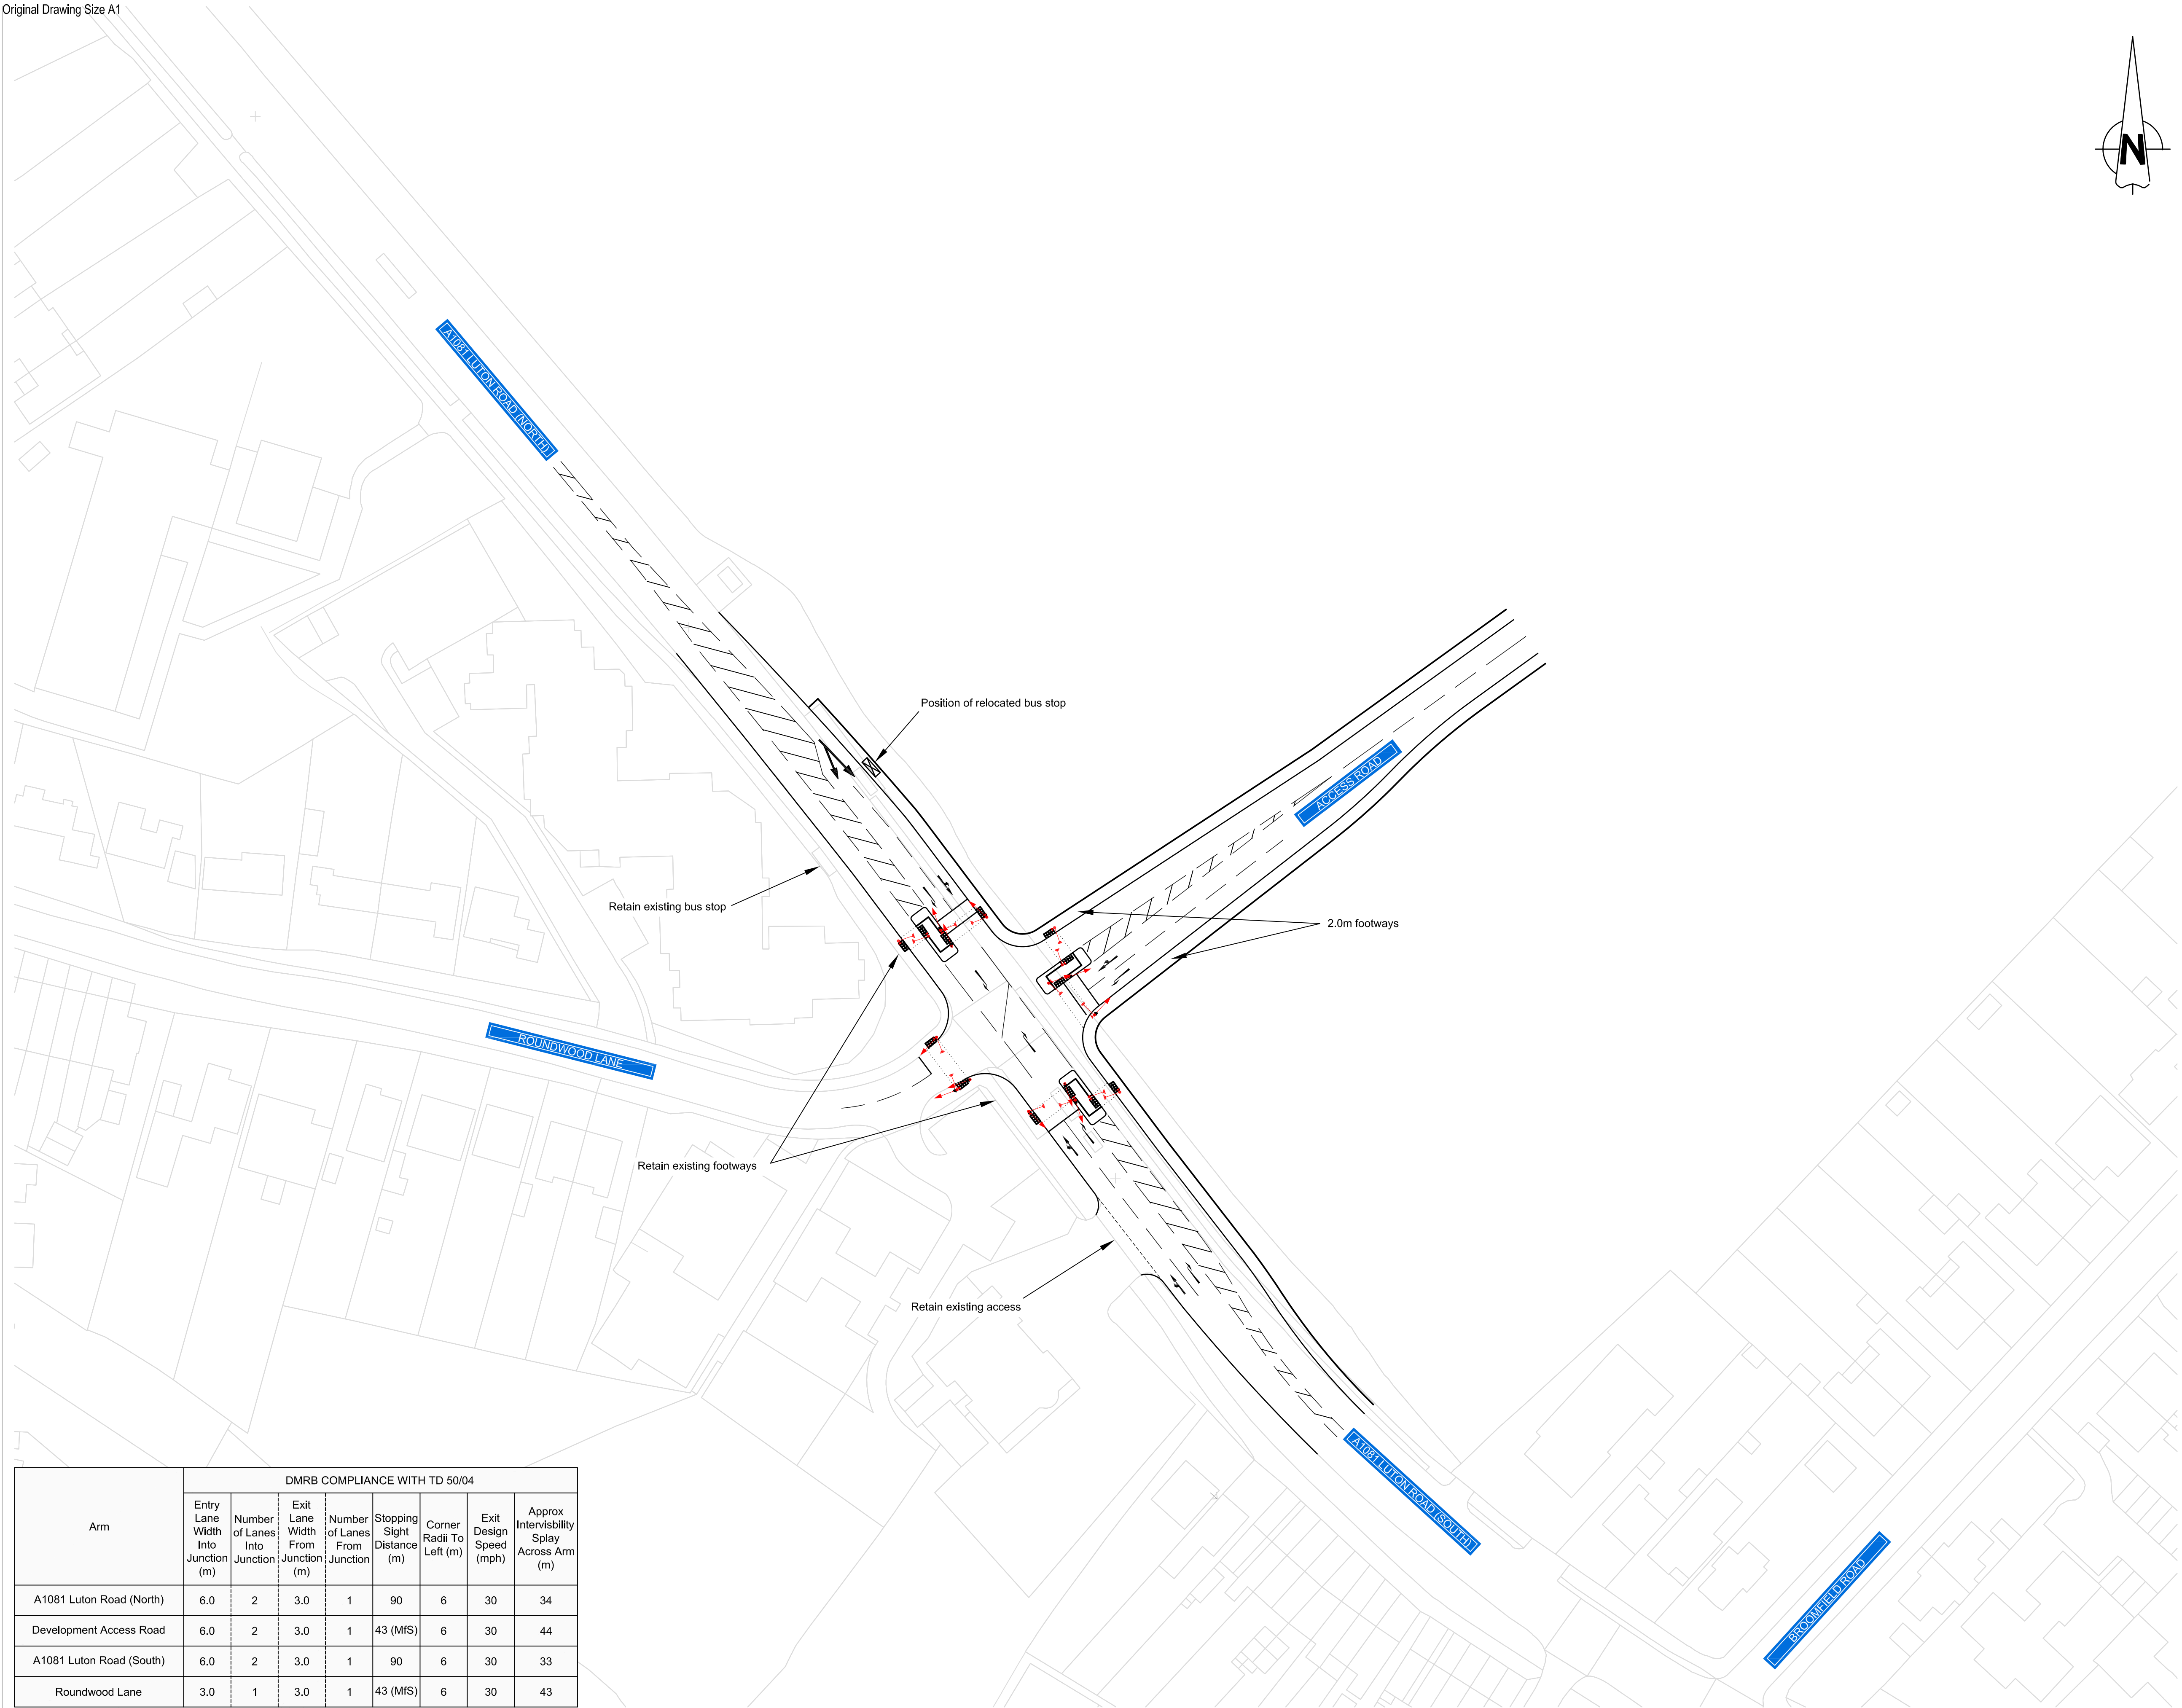 Original Drawing Size A1
N
A1081 LUTON ROAD (NORTH)
Position of relocated bus stop
ACCESS ROAD
Retain existing bus stop
2.0m footways
ROUNDWOOD LANE
Retain existing footways
Retain existing access
A1081 LUTON ROAD (SOUTH)
BROOMFIELD ROAD
DMRB COMPLIANCE WITH TD 50/04
Arm
Entry Lane Width Into Junction (m)
Number of Lanes Into Junction
Exit Lane Width From Junction (m)
Number of Lanes From Junction
Stopping Sight Distance (m)
Corner Radii To Left (m)
Exit Design Speed (mph)
Approx Intervisbility Splay Across Arm (m)
A1081 Luton Road (North) 6.0 2 3.0 1 90 6 30 34
Development Access Road 6.0 2 3.0 1 43 (MfS) 6 30 44
A1081 Luton Road (South) 6.0 2 3.0 1 90 6 30 33
Roundwood Lane 3.0 1 3.0 1 43 (MfS) 6 30 43